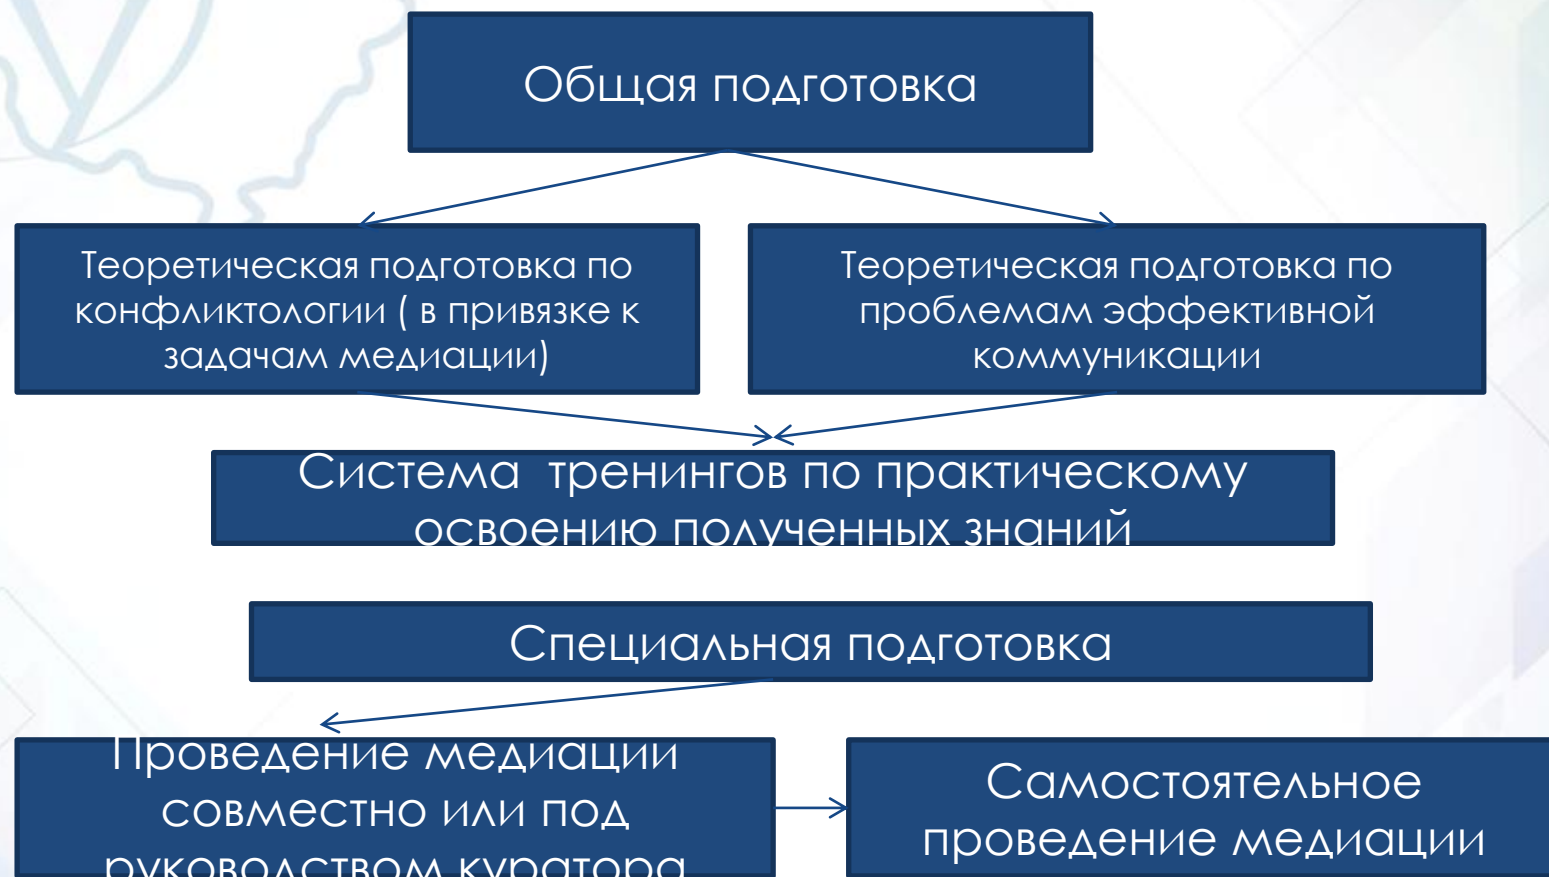 Общая подготовка
Теоретическая подготовка по
конфликтологии ( в привязке к
задачам медиации)
Теоретическая подготовка по
проблемам эффективной
коммуникации
Система тренингов по практическому
освоению полученных знаний
Специальная подготовка
Проведение медиации
совместно или под
руководством куратора
Самостоятельное
проведение медиации